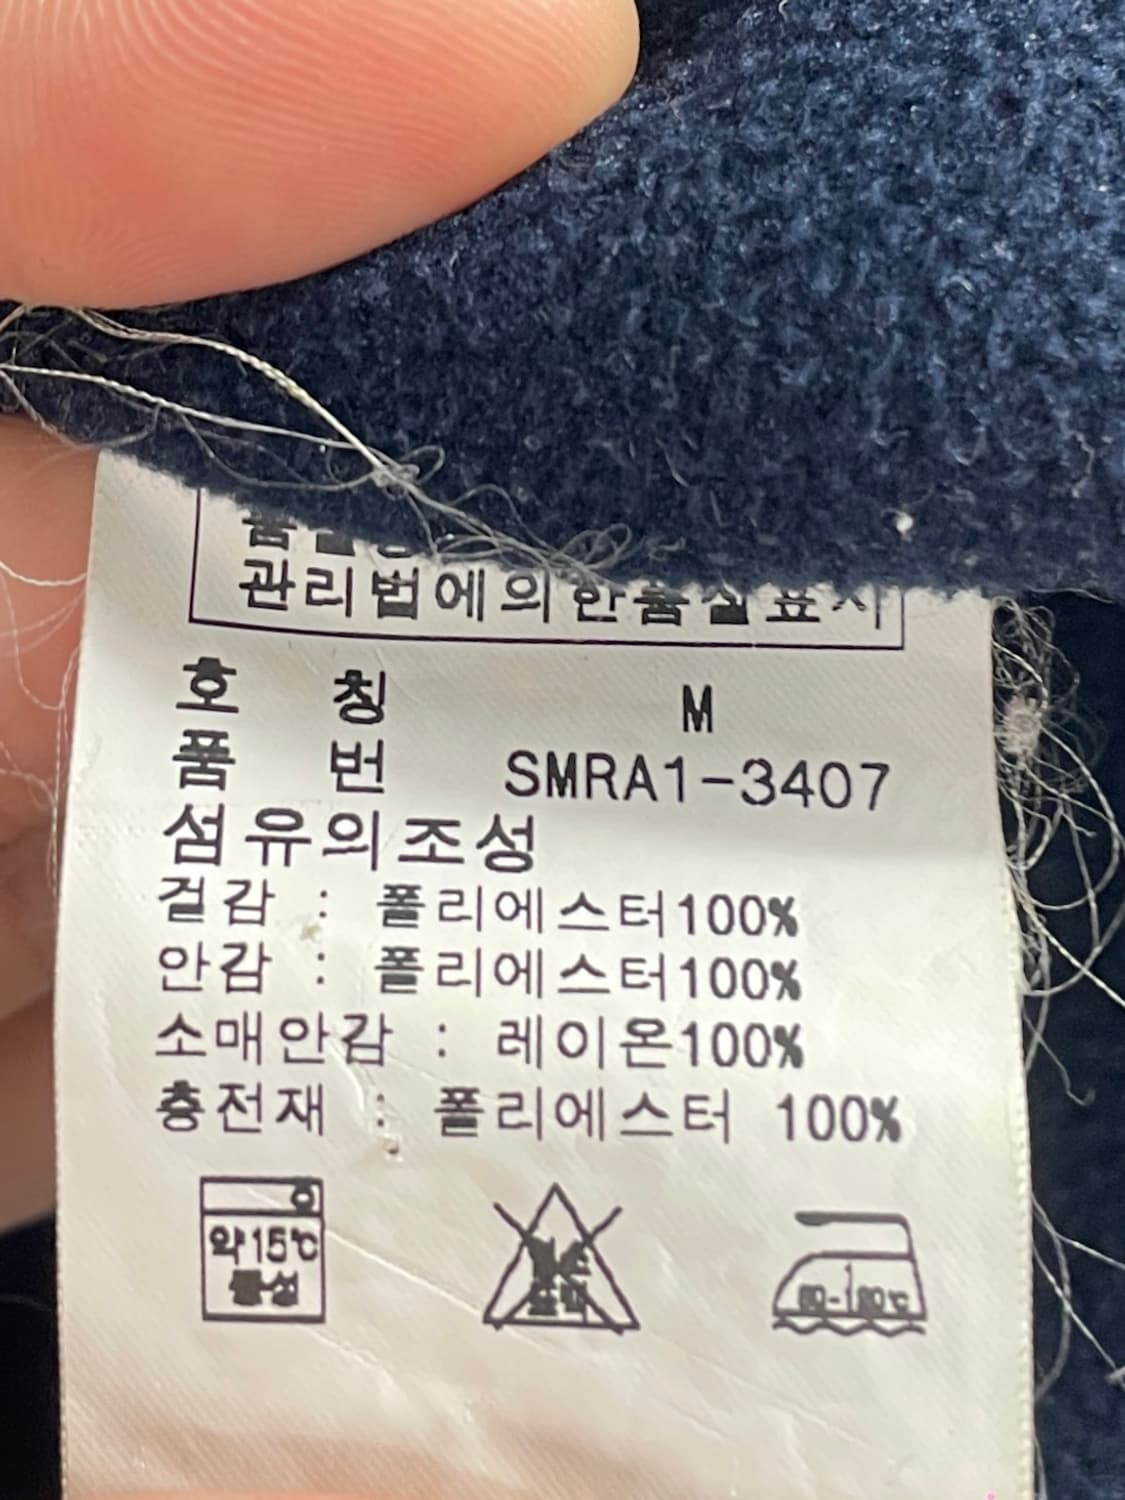 관리법에의한품질표시
호 칭 M
품 번 SMRA1-3407
섬유의조성
겉감 : 폴리에스터100%
안감 : 폴리에스터100%
소매안감 : 레이온100%
충전재 : 폴리에스터 100%
약15℃
중성
80-120℃